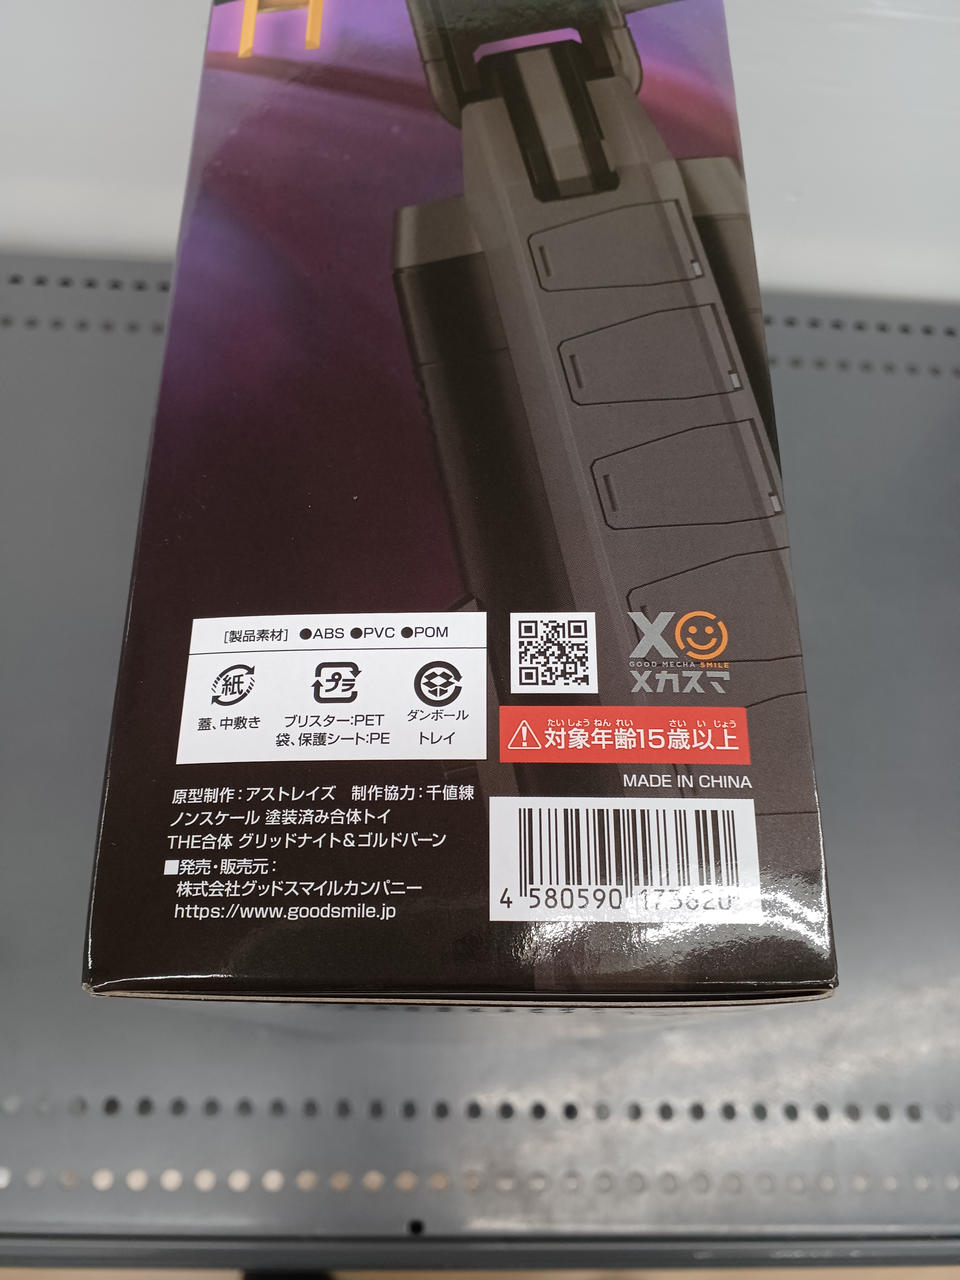 [製品素材] ●ABS ●PVC ●POM
紙
蓋、中敷き
プラ
ブリスター:PET
袋、保護シート:PE
ダンボール
トレイ
GOOD MECHA SMILE
メカスマ
たいしょうねんれい さいいじょう
対象年齢15歳以上
MADE IN CHINA
原型制作:アストレイズ 制作協力:千値練
ノンスケール 塗装済み合体トイ
THE合体 グリッドナイト&ゴルドバーン
■発売・販売元:
株式会社グッドスマイルカンパニー
https://www.goodsmile.jp
4 580590 173620